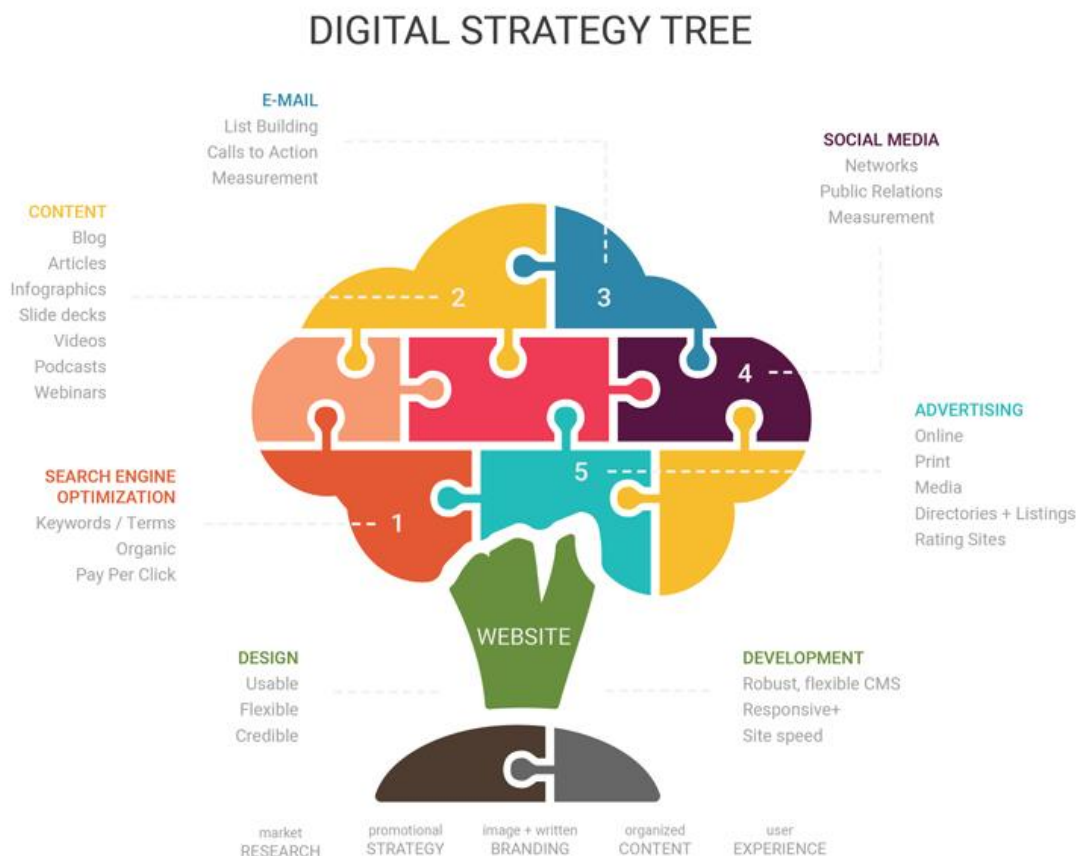 DIGITAL STRATEGY TREE
E-MAIL
List Building
Calls to Action
Measurement
SOCIAL MEDIA
Networks
Public Relations
Measurement
CONTENT
Blog
Articles
Infographics
Slide decks
Videos
Podcasts
Webinars
2
3
4
ADVERTISING
Online
Print
Media
Directories + Listings
Rating Sites
5
SEARCH ENGINE
OPTIMIZATION
Keywords / Terms
Organic
Pay Per Click
1
WEBSITE
DESIGN
Usable
Flexible
Credible
DEVELOPMENT
Robust, flexible CMS
Responsive+
Site speed
market
RESEARCH
promotional
STRATEGY
image + written
BRANDING
organized
CONTENT
user
EXPERIENCE